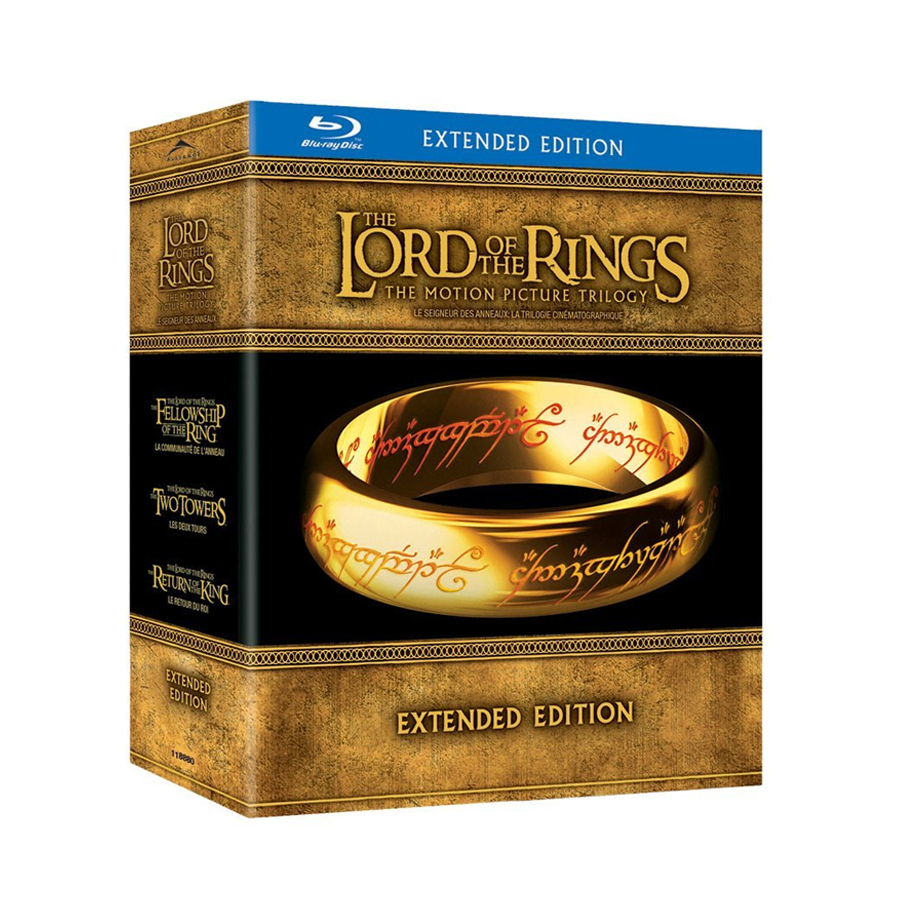 ALLIANCE
LORD
OF THE
RINGS
THE MOTION
PICTURE TRILOGY
LE SEIGNEUR DES ANNEAUX
THE LORD OF THE RINGS
THE FELLOWSHIP
OF THE RING
LA COMMUNAUTÉ DE L'ANNEAU
THE LORD OF THE RINGS
THE TWO TOWERS
LES DEUX TOURS
THE LORD OF THE RINGS
THE RETURN OF THE KING
LE RETOUR DU ROI
EXTENDED
EDITION
118880
Blu-ray Disc™
EXTENDED EDITION
THE
LORD OF THE RINGS
THE MOTION PICTURE TRILOGY
LE SEIGNEUR DES ANNEAUX: LA TRILOGIE CINÉMATOGRAPHIQUE
EXTENDED EDITION